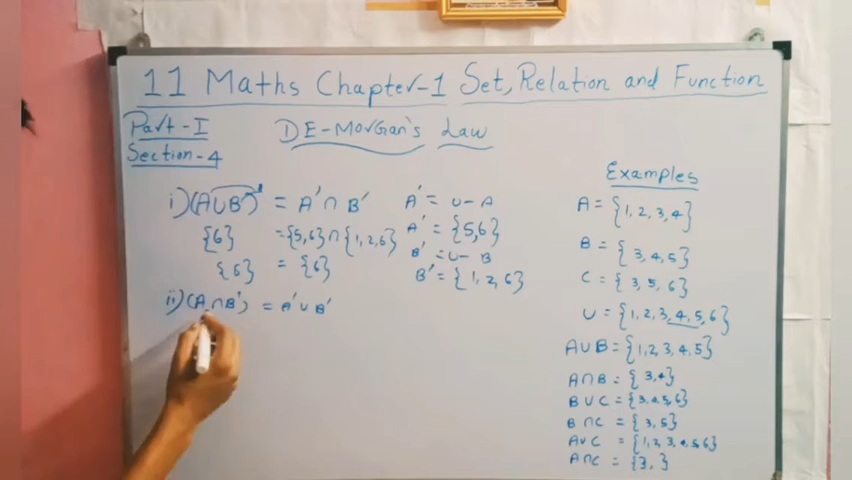 11 Maths Chapter-1 Set, Relation and Function
Part-I
Section-4
DE-Morgan's Law
i) (A∪B)' = A' ∩ B'
{6} = {5,6} ∩ {1,2,6}
{6} = {6}
ii) (A∩B') = A' ∪ B'
A' = U - A
A' = {5,6}
B' = U - B
B' = {1, 2, 6}
Examples
A = {1, 2, 3, 4}
B = {3, 4, 5}
C = {3, 5, 6}
U = {1, 2, 3, 4, 5, 6}
A∪B = {1, 2, 3, 4, 5}
A∩B = {3,4}
B∪C = {3,4,5,6}
B∩C = {3,5}
A∪C = {1,2,3,4,5,6}
A∩C = {3, }